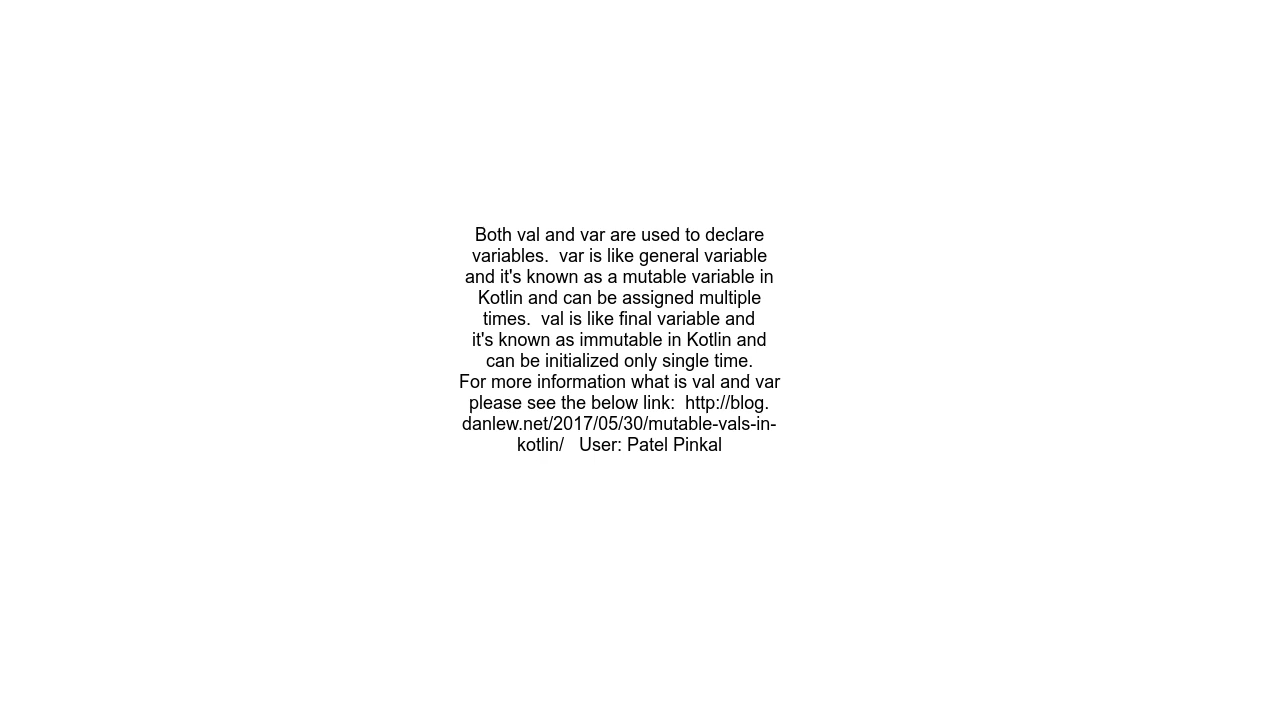 Both val and var are used to declare
variables.  var is like general variable
and it's known as a mutable variable in
Kotlin and can be assigned multiple
times.  val is like final variable and
it's known as immutable in Kotlin and
can be initialized only single time.
For more information what is val and var
please see the below link:  http://blog.
danlew.net/2017/05/30/mutable-vals-in-
kotlin/   User: Patel Pinkal